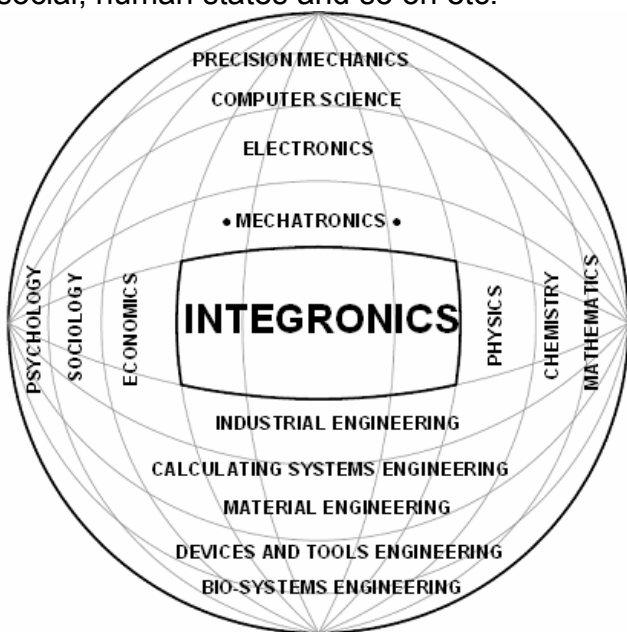 social, human states and so on etc.
PRECISION MECHANICS
COMPUTER SCIENCE
ELECTRONICS
• MECHATRONICS •
PSYCHOLOGY
SOCIOLOGY
ECONOMICS
INTEGRONICS
PHYSICS
CHEMISTRY
MATHEMATICS
INDUSTRIAL ENGINEERING
CALCULATING SYSTEMS ENGINEERING
MATERIAL ENGINEERING
DEVICES AND TOOLS ENGINEERING
BIO-SYSTEMS ENGINEERING